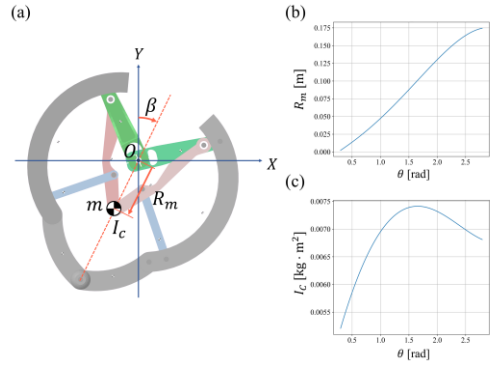 (a)
Y
β
O
X
m
R_m
I_c
(b)
0.175
0.150
0.125
0.100
0.075
0.050
0.025
0.000
R_m [m]
0.5 1.0 1.5 2.0 2.5
θ [rad]
(c)
0.0075
0.0070
0.0065
0.0060
0.0055
I_C [kg · m²]
0.5 1.0 1.5 2.0 2.5
θ [rad]